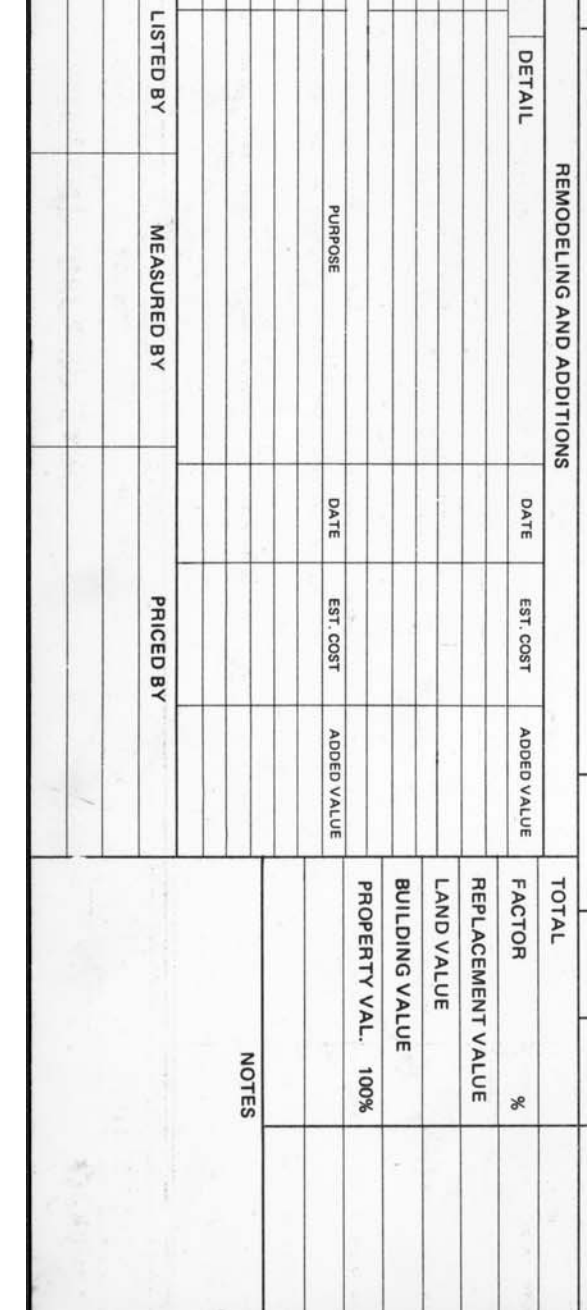 REMODELING AND ADDITIONS
DETAIL DATE EST. COST ADDED VALUE
PURPOSE DATE EST. COST ADDED VALUE
LISTED BY MEASURED BY PRICED BY
TOTAL
FACTOR %
REPLACEMENT VALUE
LAND VALUE
BUILDING VALUE
PROPERTY VAL. 100%
NOTES